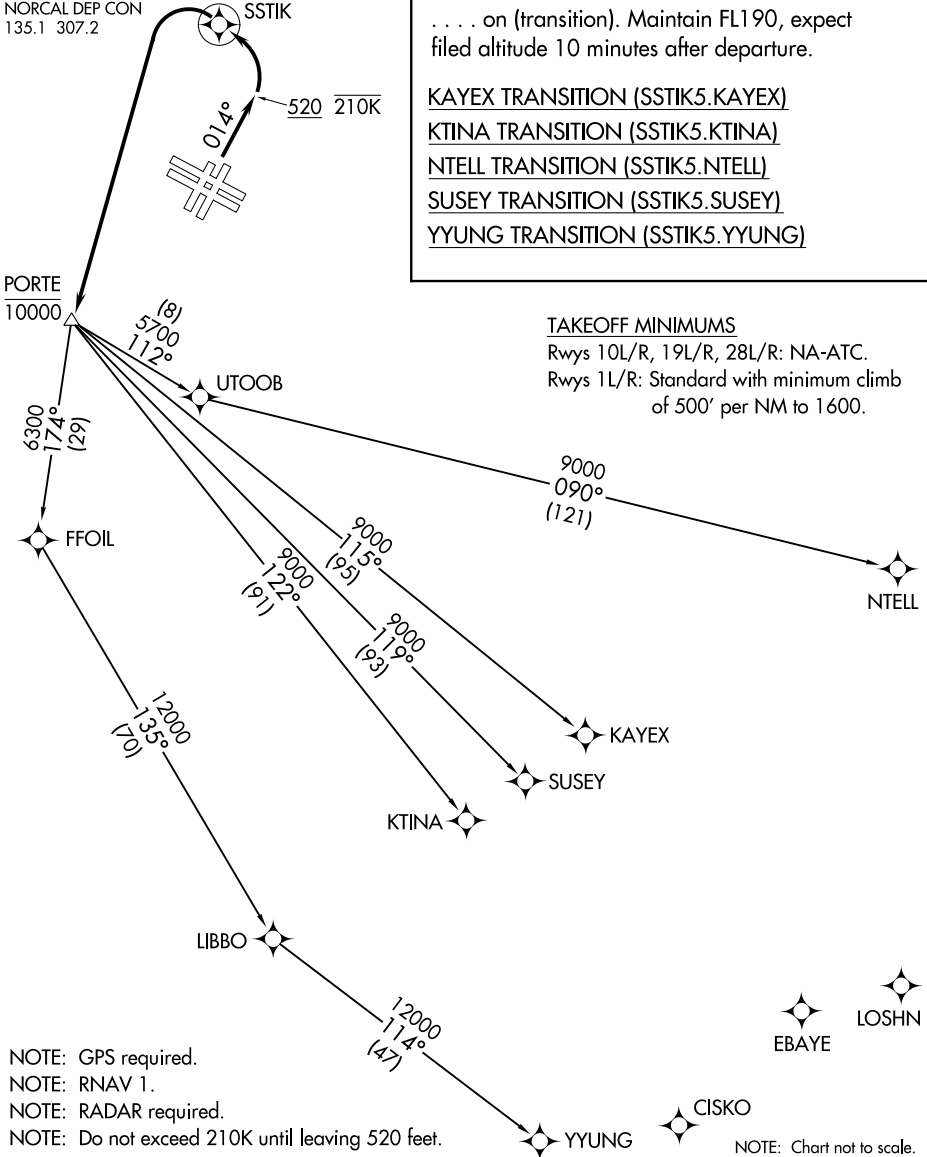 NORCAL DEP CON
135.1 307.2
SSTIK
014°
520 210K
. . . . on (transition). Maintain FL190, expect
filed altitude 10 minutes after departure.
KAYEX TRANSITION (SSTIK5.KAYEX)
KTINA TRANSITION (SSTIK5.KTINA)
NTELL TRANSITION (SSTIK5.NTELL)
SUSEY TRANSITION (SSTIK5.SUSEY)
YYUNG TRANSITION (SSTIK5.YYUNG)
PORTE
10000
(8)
5700
112°
UTOOB
TAKEOFF MINIMUMS
Rwys 10L/R, 19L/R, 28L/R: NA-ATC.
Rwys 1L/R: Standard with minimum climb
of 500' per NM to 1600.
6300
174°
(29)
FFOIL
9000
090°
(121)
NTELL
9000
115°
(95)
9000
122°
(91)
9000
119°
(93)
KAYEX
SUSEY
KTINA
12000
135°
(70)
LIBBO
12000
114°
(47)
LOSHN
EBAYE
CISKO
YYUNG
NOTE: GPS required.
NOTE: RNAV 1.
NOTE: RADAR required.
NOTE: Do not exceed 210K until leaving 520 feet.
NOTE: Chart not to scale.